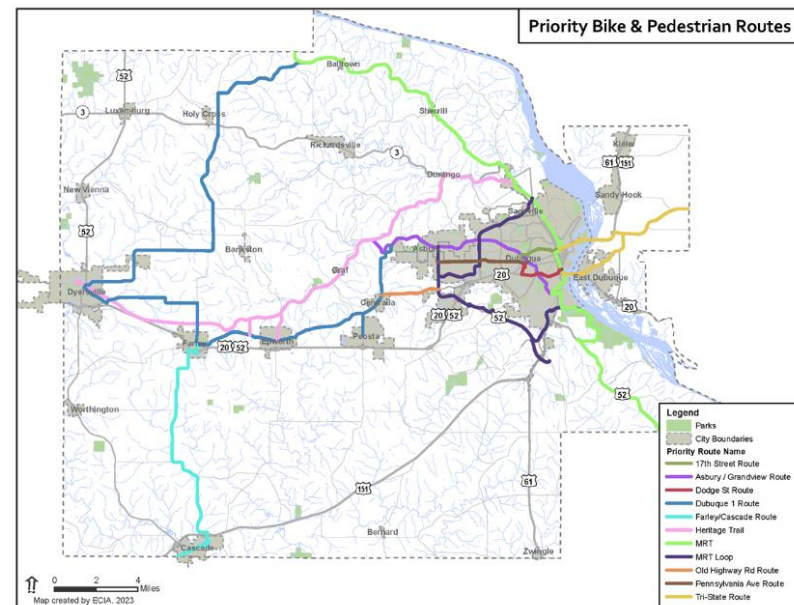 Priority Bike & Pedestrian Routes
52
Balltown
3
Luxemburg
Holy Cross
Sherrill
Rickardsville
3
Kieler
61 151
Durango
New Vienna
Sandy Hook
Sageville
52
Bankston
Asbury
Dubuque
Graf
20
East Dubuque
Dyersville
Centralia
20
20 52
52
Farley
20 52
Epworth
Peosta
52
Worthington
151
61
Bernard
Cascade
Zwingle
Legend
Parks
City Boundaries
Priority Route Name
17th Street Route
Asbury / Grandview Route
Dodge St Route
Dubuque 1 Route
Farley/Cascade Route
Heritage Trail
MRT
MRT Loop
Old Highway Rd Route
Pennsylvania Ave Route
Tri-State Route
0 2 4
Miles
Map created by ECIA, 2023